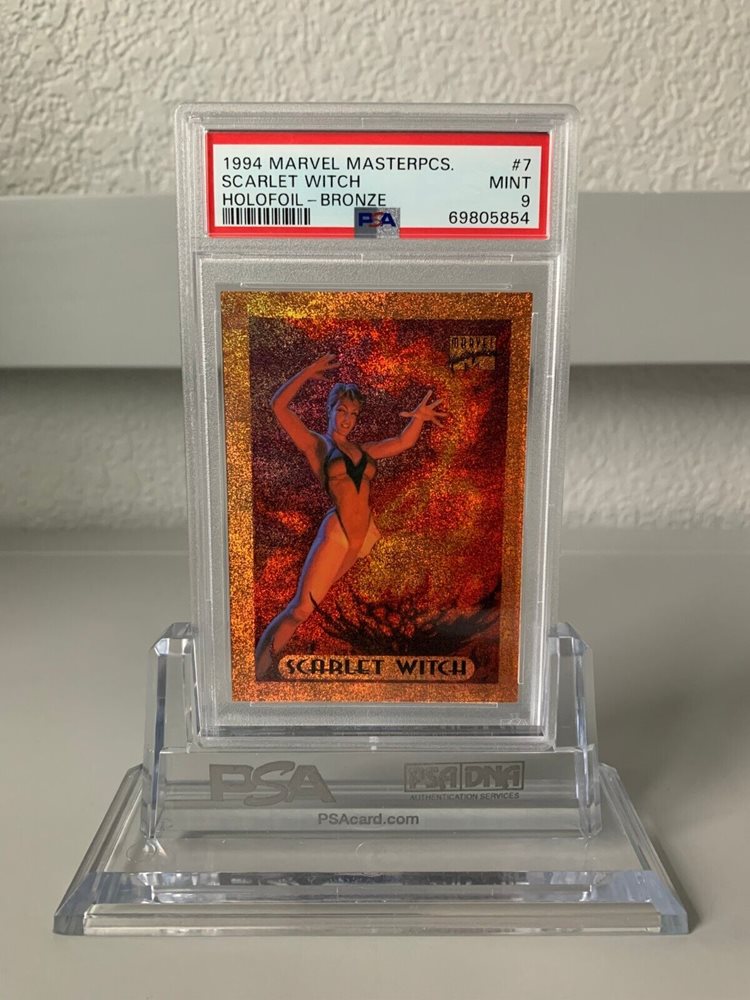 1994 MARVEL MASTERPCS. #7
SCARLET WITCH MINT
HOLOFOIL - BRONZE 9
PSA 69805854
MARVEL
SCARLET WITCH
PSA PSA DNA
AUTHENTICATION SERVICES
PSAcard.com